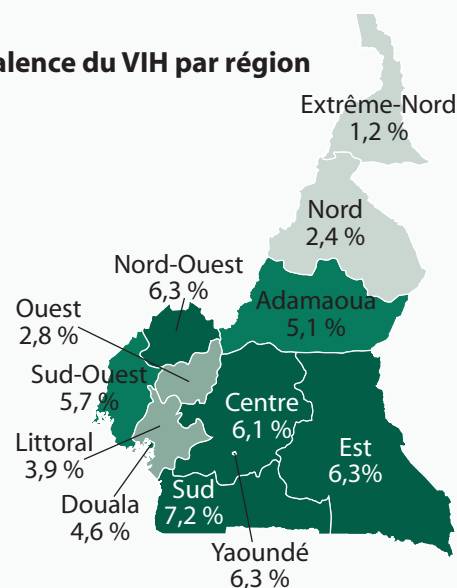 alence du VIH par région
Extrême-Nord
1,2 %
Nord
2,4 %
Nord-Ouest
6,3 %
Adamaoua
5,1 %
Ouest
2,8 %
Sud-Ouest
5,7 %
Centre
6,1 %
Est
6,3%
Littoral
3,9 %
Douala
4,6 %
Sud
7,2 %
Yaoundé
6,3 %